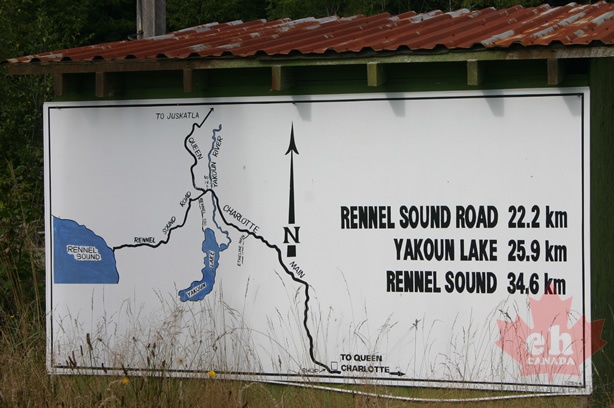 TO JUSKATLA
QUEEN
YAKOUN RIVER
RENNEL SOUND ROAD
CHARLOTTE
MAIN
RENNEL
SOUND
YAKOUN LAKE
N
RENNEL SOUND ROAD 22.2 km
YAKOUN LAKE 25.9 km
RENNEL SOUND 34.6 km
TO QUEEN
CHARLOTTE
eh
CANADA